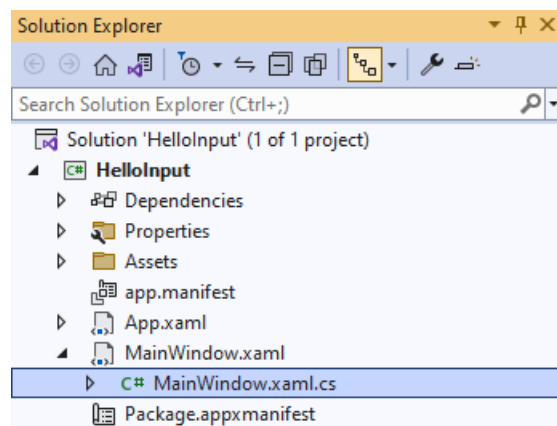 Solution Explorer
Search Solution Explorer (Ctrl+;)
Solution 'HelloInput' (1 of 1 project)
C# HelloInput
Dependencies
Properties
Assets
app.manifest
App.xaml
MainWindow.xaml
C# MainWindow.xaml.cs
Package.appxmanifest